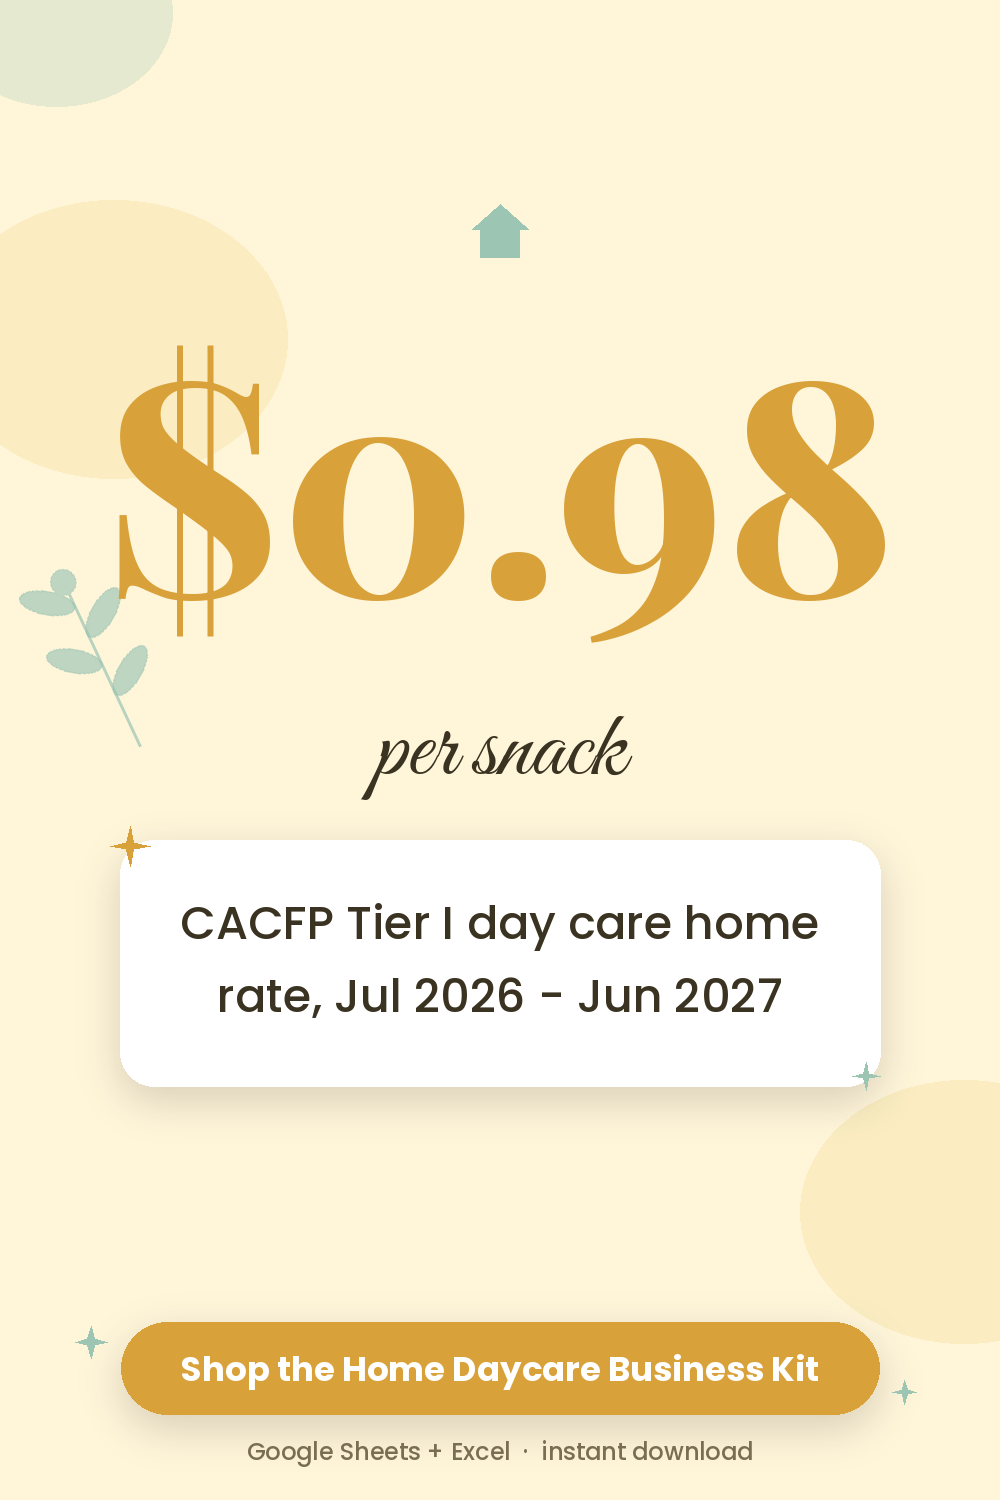 $0.98
per snack
CACFP Tier I day care home
rate, Jul 2026 - Jun 2027
Shop the Home Daycare Business Kit
Google Sheets + Excel · instant download